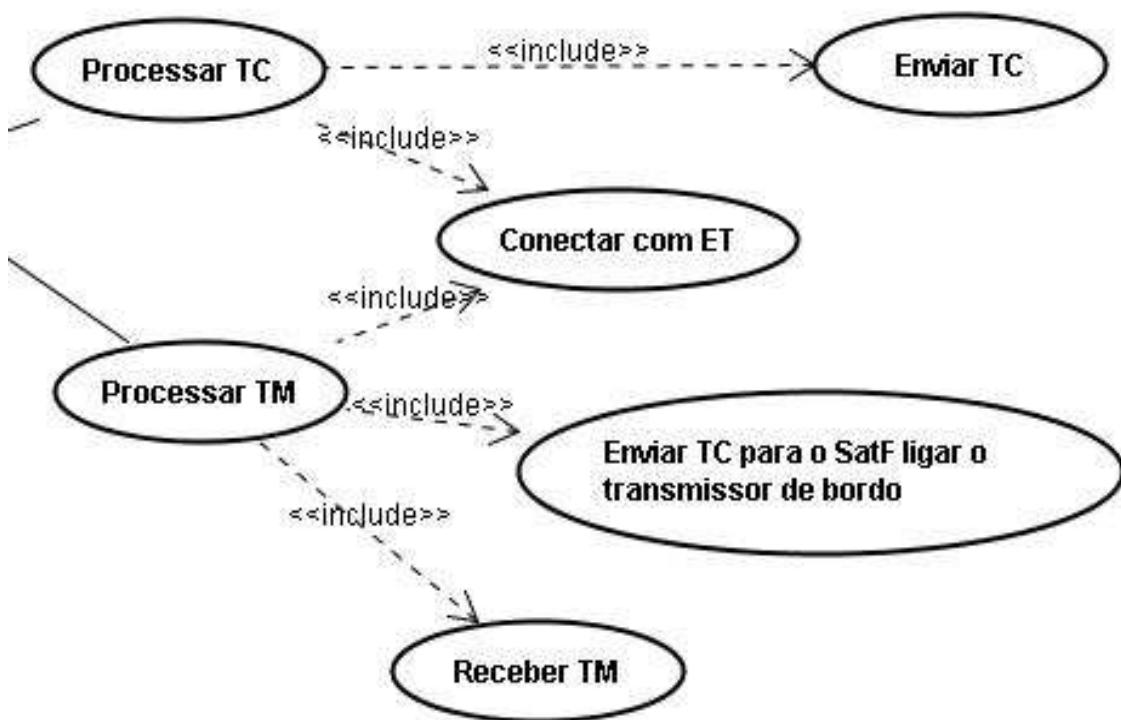 Processar TC
<<include>>
Enviar TC
<<include>>
Conectar com ET
<<include>>
Processar TM
<<include>>
Enviar TC para o SatF ligar o
transmissor de bordo
<<include>>
Receber TM